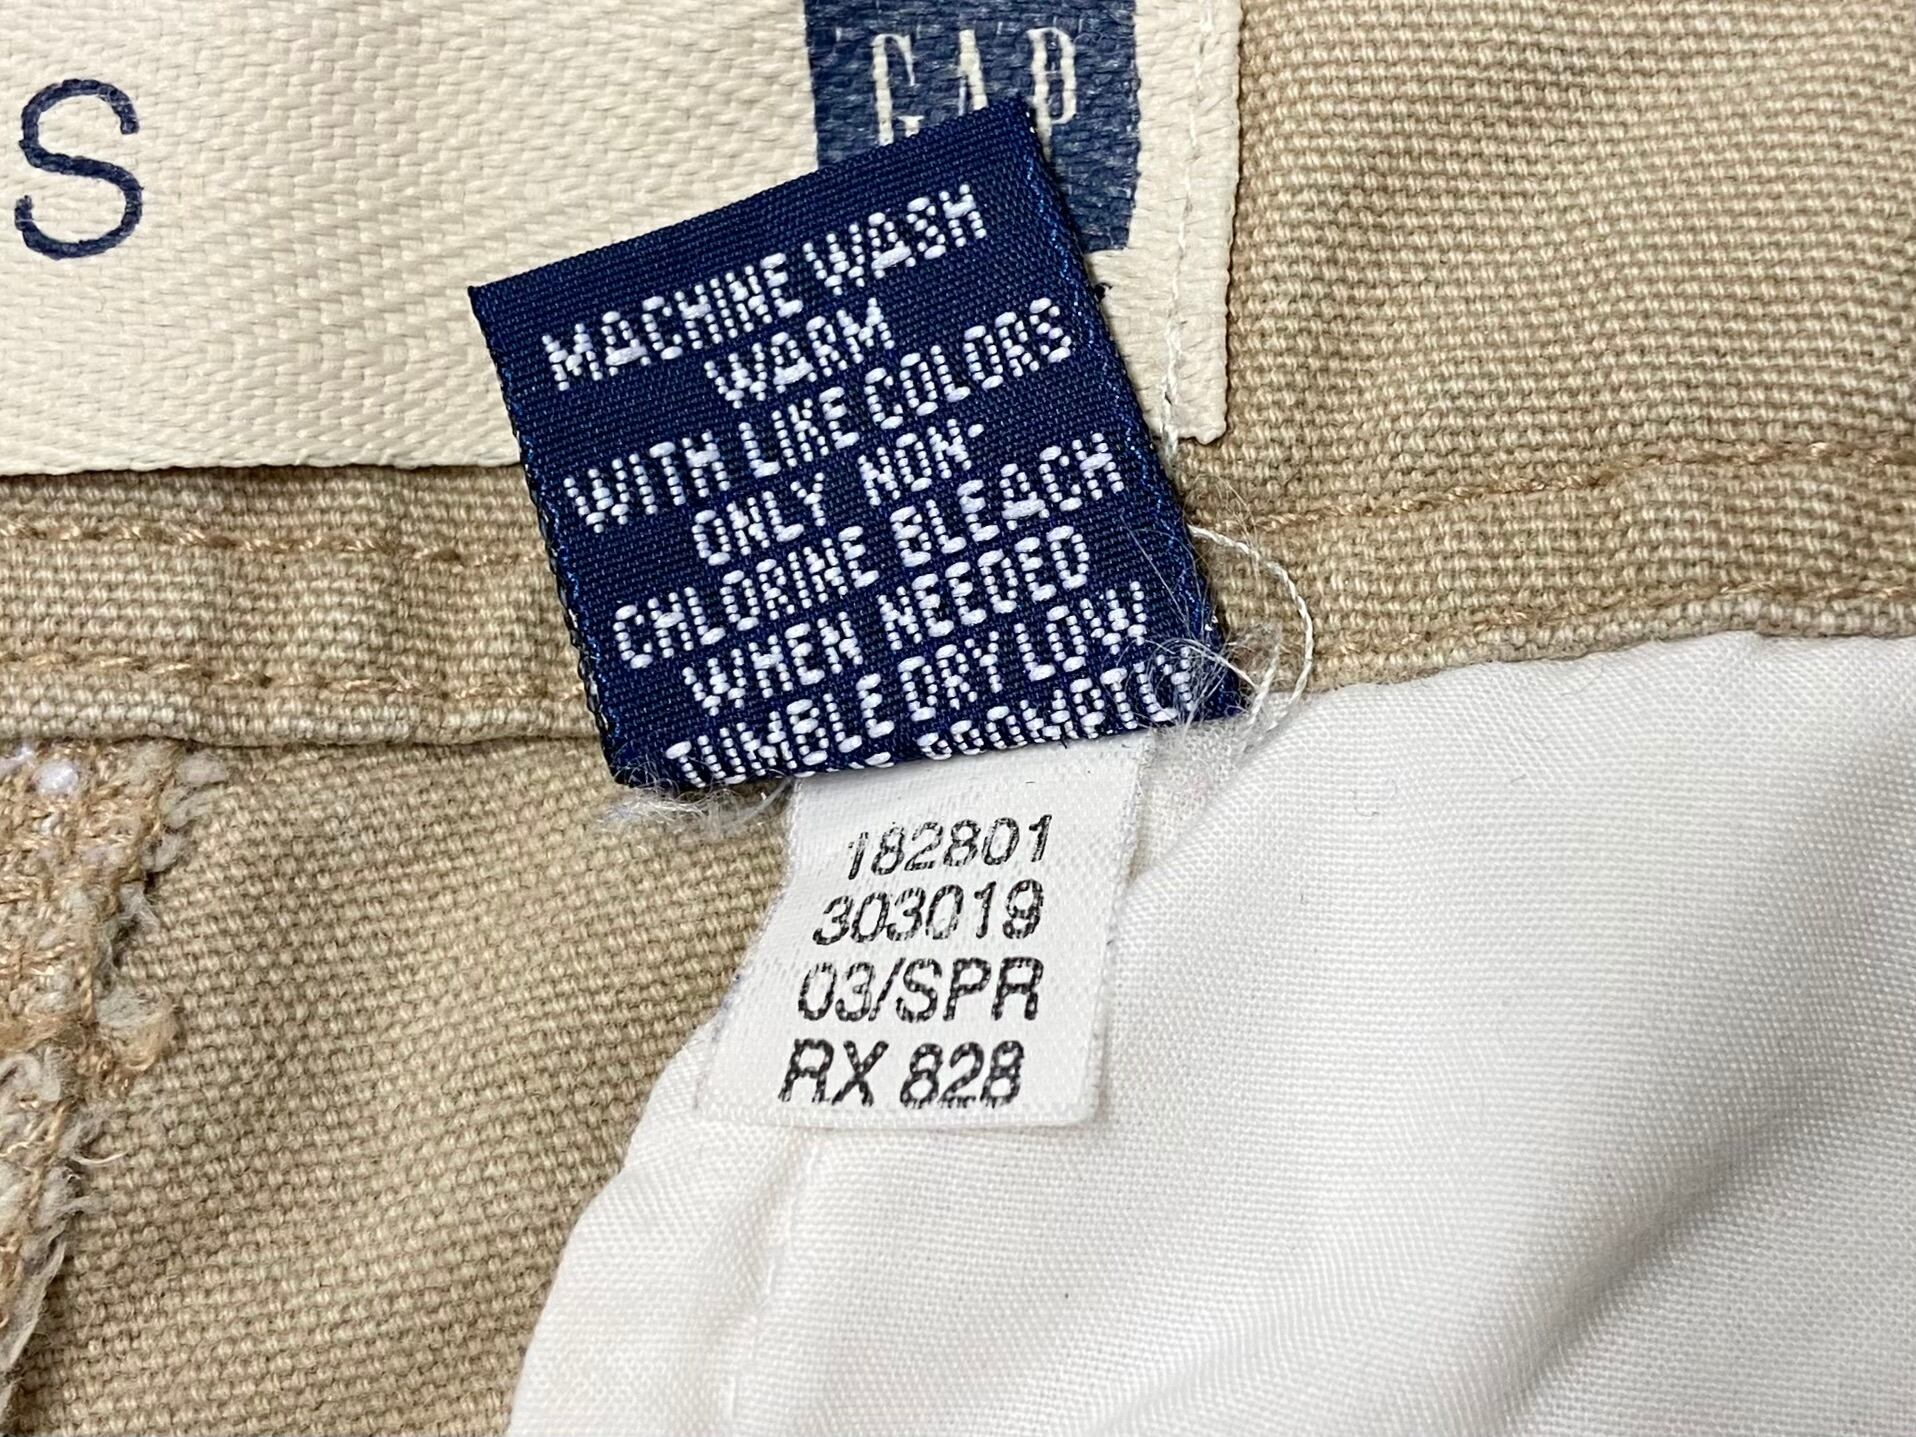 S
GAP
MACHINE WASH
WARM
WITH LIKE COLORS
ONLY NON-
CHLORINE BLEACH
WHEN NEEDED
TUMBLE DRY LOW
PROMPTLY
182801
303019
03/SPR
RX 828